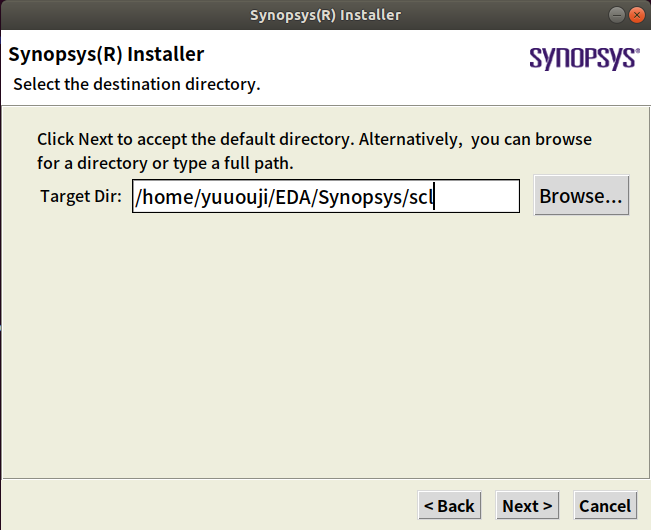 Synopsys(R) Installer
Synopsys(R) Installer
SYNOPSYS®
Select the destination directory.
Click Next to accept the default directory. Alternatively, you can browse
for a directory or type a full path.
Target Dir: /home/yuuouji/EDA/Synopsys/scl Browse...
< Back Next > Cancel